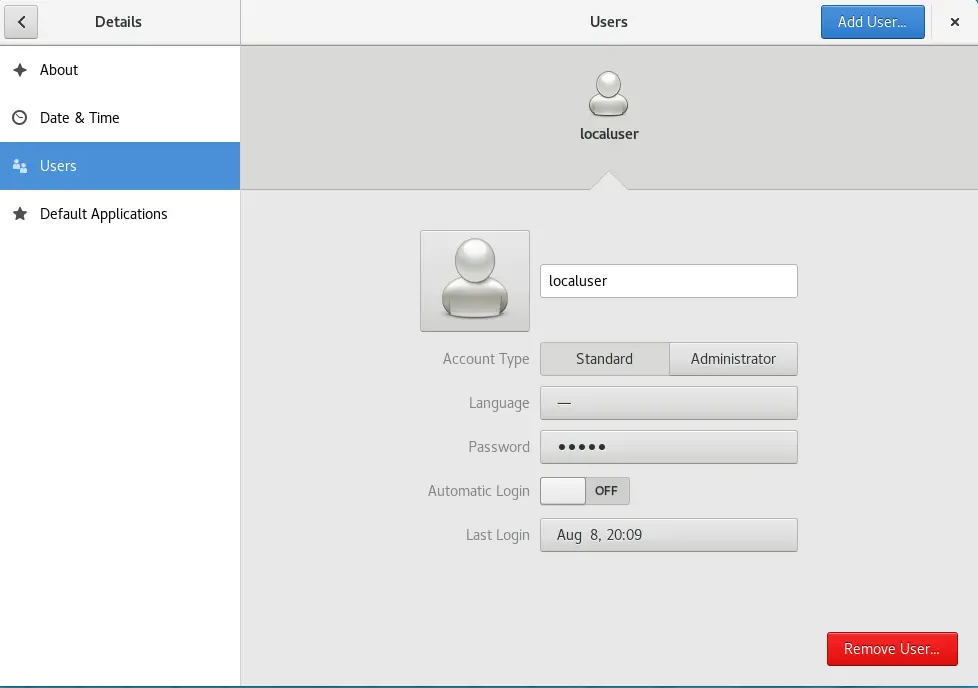 Details
Users
Add User...
About
Date & Time
Users
Default Applications
localuser
localuser
Account Type
Standard
Administrator
Language
—
Password
•••••
Automatic Login
OFF
Last Login
Aug 8, 20:09
Remove User...